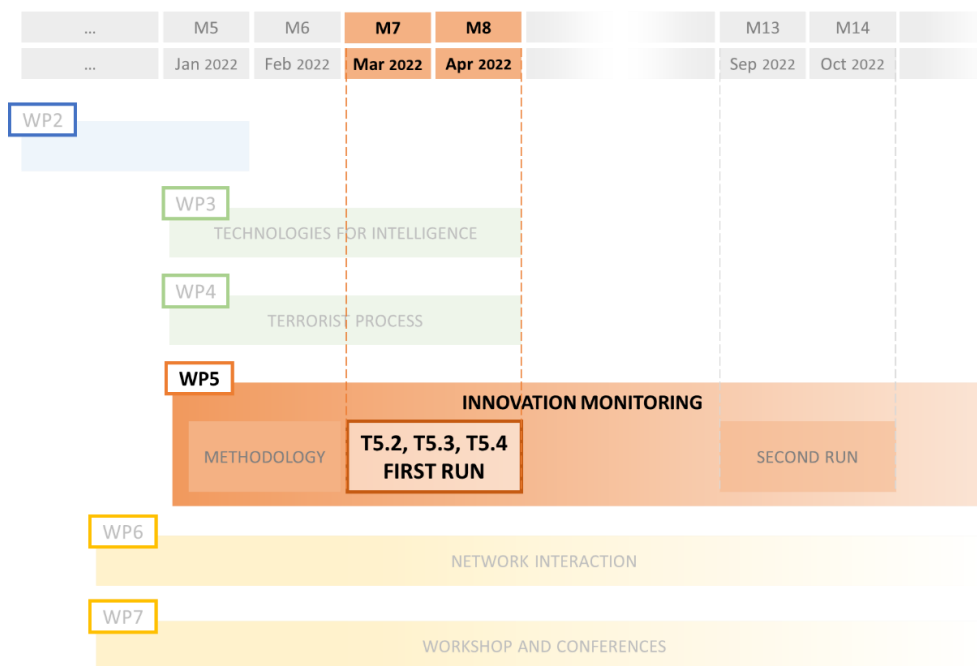 ... M5 M6 M7 M8 M13 M14
... Jan 2022 Feb 2022 Mar 2022 Apr 2022 Sep 2022 Oct 2022
WP2
WP3
TECHNOLOGIES FOR INTELLIGENCE
WP4
TERRORIST PROCESS
WP5
INNOVATION MONITORING
METHODOLOGY
T5.2, T5.3, T5.4
FIRST RUN
SECOND RUN
WP6
NETWORK INTERACTION
WP7
WORKSHOP AND CONFERENCES